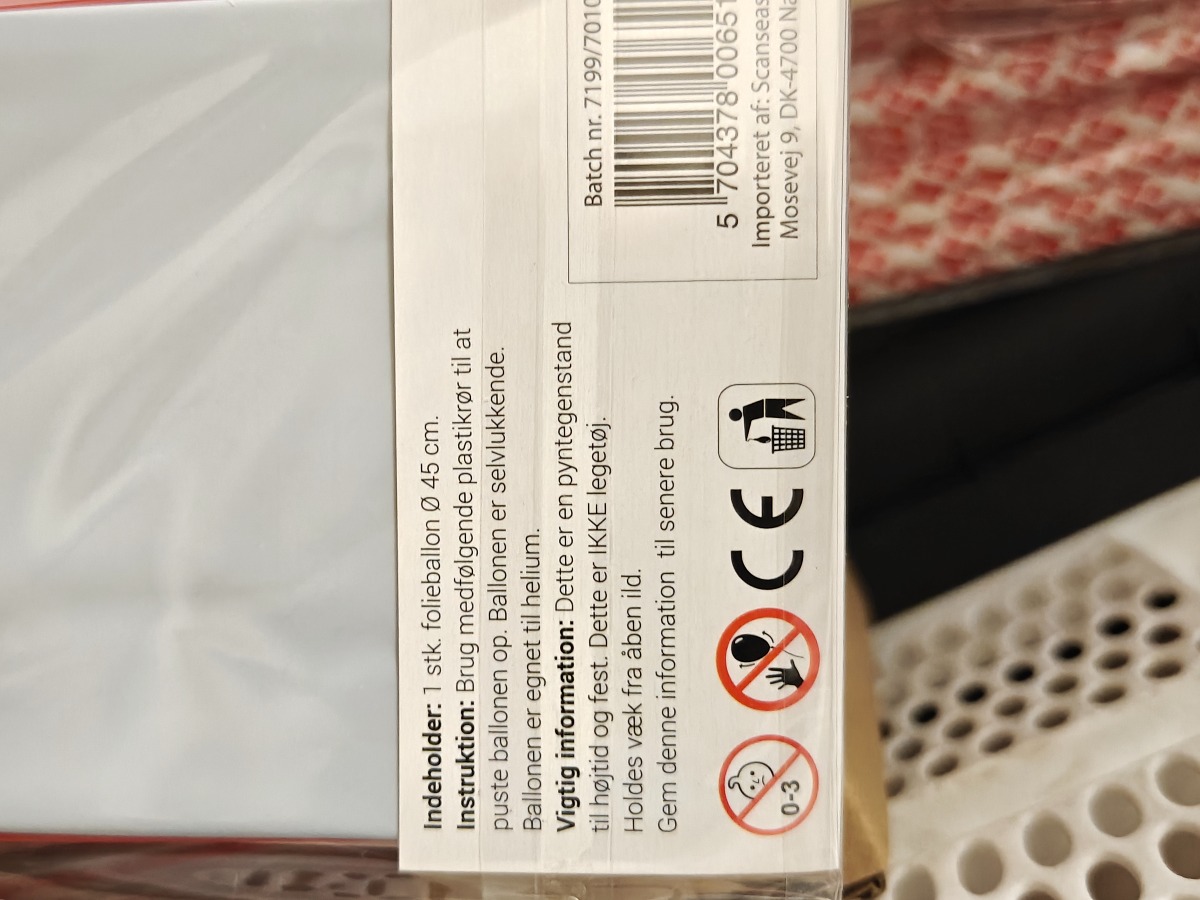 Indeholder: 1 stk. folieballon Ø 45 cm.
Instruktion: Brug medfølgende plastikrør til at
puste ballonen op. Ballonen er selvlukkende.
Ballonen er egnet til helium.
Vigtig information: Dette er en pyntegenstand
til højtid og fest. Dette er IKKE legetøj.
Holdes væk fra åben ild.
Gem denne information til senere brug.
0-3
CE
Batch nr. 7199/7010
5 704378 00651
Importeret af: Scanseas
Mosevej 9, DK-4700 Na